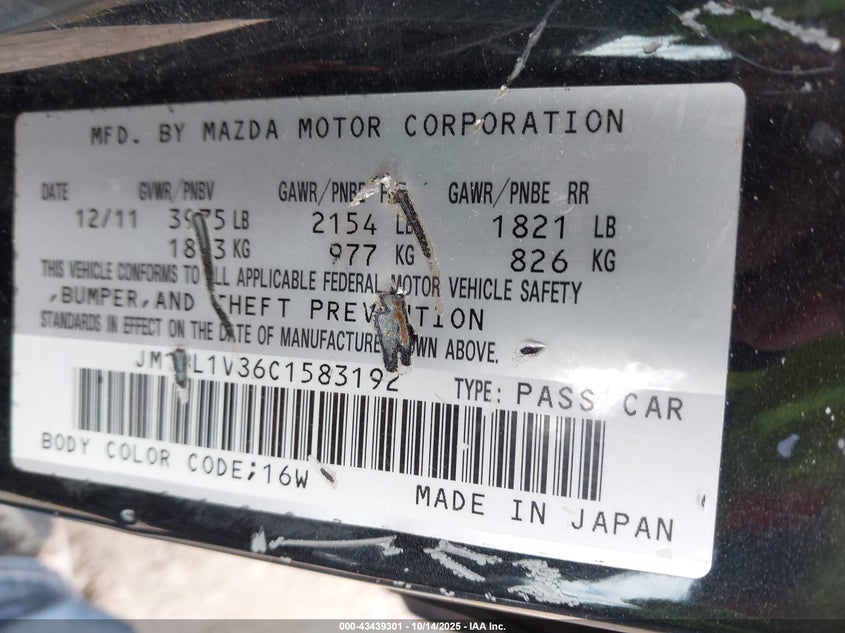 MFD. BY MAZDA MOTOR CORPORATION
DATE GVWR/PNBV GAWR/PNBE GAWR/PNBE RR
12/11 LB 2154 LB 1821 LB
KG 977 KG 826 KG
THIS VEHICLE CONFORMS TO ALL APPLICABLE FEDERAL MOTOR VEHICLE SAFETY
,BUMPER,AND THEFT PREVENTION
STANDARDS IN EFFECT ON THE DATE OF MANUFACTURE SHOWN ABOVE.
TYPE: PASS CAR
BODY COLOR CODE;16W
MADE IN JAPAN
000-43439301 - 10/14/2025 - IAA Inc.